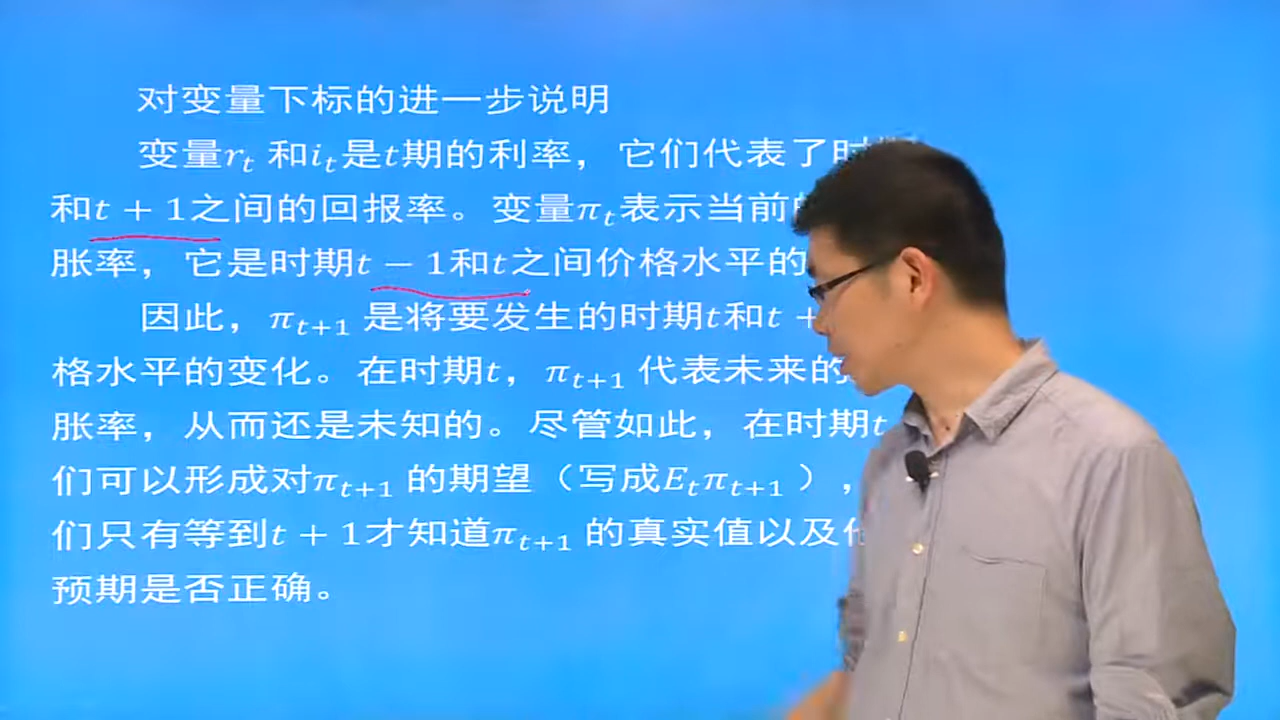 对变量下标的进一步说明
变量r_t 和i_t是t期的利率，它们代表了时
和t + 1之间的回报率。变量π_t表示当前的
胀率，它是时期t − 1和t之间价格水平的
因此，π_{t+1} 是将要发生的时期t和t +
格水平的变化。在时期t，π_{t+1} 代表未来的
胀率，从而还是未知的。尽管如此，在时期t
们可以形成对π_{t+1} 的期望（写成E_tπ_{t+1} ），
们只有等到t + 1才知道π_{t+1} 的真实值以及
预期是否正确。